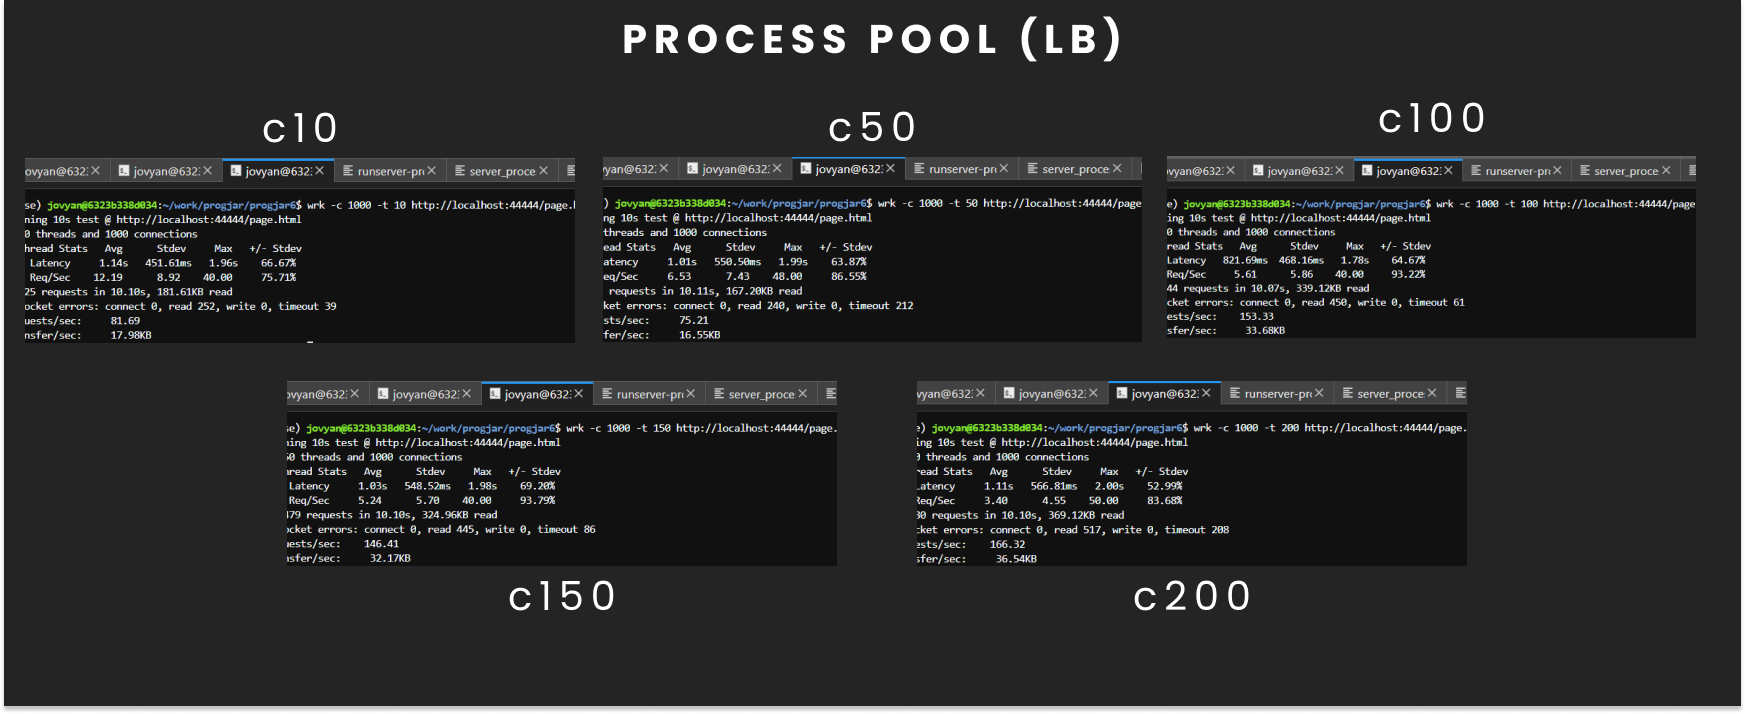 PROCESS POOL (LB)
c10
ovyan@632: × jovyan@632: × jovyan@632: × runserver-pr × server_proce ×
se) jovyan@6323b338d034:~/work/progjar/progjar6$ wrk -c 1000 -t 10 http://localhost:44444/page.
ning 10s test @ http://localhost:44444/page.html
0 threads and 1000 connections
hread Stats Avg Stdev Max +/- Stdev
Latency 1.14s 451.61ms 1.96s 66.67%
Req/Sec 12.19 8.92 40.00 75.71%
25 requests in 10.10s, 181.61KB read
ocket errors: connect 0, read 252, write 0, timeout 39
uests/sec: 81.69
nsfer/sec: 17.98KB
c50
yan@632: × jovyan@632: × jovyan@632: × runserver-pr × server_proce ×
) jovyan@6323b338d034:~/work/progjar/progjar6$ wrk -c 1000 -t 50 http://localhost:44444/page
ng 10s test @ http://localhost:44444/page.html
threads and 1000 connections
ead Stats Avg Stdev Max +/- Stdev
atency 1.01s 550.50ms 1.99s 63.87%
eq/Sec 6.53 7.43 48.00 86.55%
requests in 10.11s, 167.20KB read
ket errors: connect 0, read 240, write 0, timeout 212
sts/sec: 75.21
fer/sec: 16.55KB
c100
vyan@632: × jovyan@632: × jovyan@632: × runserver-pr × server_proce ×
e) jovyan@6323b338d034:~/work/progjar/progjar6$ wrk -c 1000 -t 100 http://localhost:44444/page
ing 10s test @ http://localhost:44444/page.html
0 threads and 1000 connections
read Stats Avg Stdev Max +/- Stdev
Latency 821.69ms 468.16ms 1.78s 64.67%
Req/Sec 5.61 5.86 40.00 93.22%
44 requests in 10.07s, 339.12KB read
cket errors: connect 0, read 450, write 0, timeout 61
ests/sec: 153.33
sfer/sec: 33.68KB
ovyan@632: × jovyan@632: × jovyan@632: × runserver-pr × server_proce ×
se) jovyan@6323b338d034:~/work/progjar/progjar6$ wrk -c 1000 -t 150 http://localhost:44444/page.
ning 10s test @ http://localhost:44444/page.html
50 threads and 1000 connections
hread Stats Avg Stdev Max +/- Stdev
Latency 1.03s 548.52ms 1.98s 69.20%
Req/Sec 5.24 5.70 40.00 93.79%
479 requests in 10.10s, 324.96KB read
ocket errors: connect 0, read 445, write 0, timeout 86
uests/sec: 146.41
nsfer/sec: 32.17KB
c150
vyan@632: × jovyan@632: × jovyan@632: × runserver-pr × server_proce ×
e) jovyan@6323b338d034:~/work/progjar/progjar6$ wrk -c 1000 -t 200 http://localhost:44444/page.
ing 10s test @ http://localhost:44444/page.html
0 threads and 1000 connections
read Stats Avg Stdev Max +/- Stdev
Latency 1.11s 566.81ms 2.00s 52.99%
Req/Sec 3.40 4.55 50.00 83.68%
80 requests in 10.10s, 369.12KB read
cket errors: connect 0, read 517, write 0, timeout 208
ests/sec: 166.32
sfer/sec: 36.54KB
c200